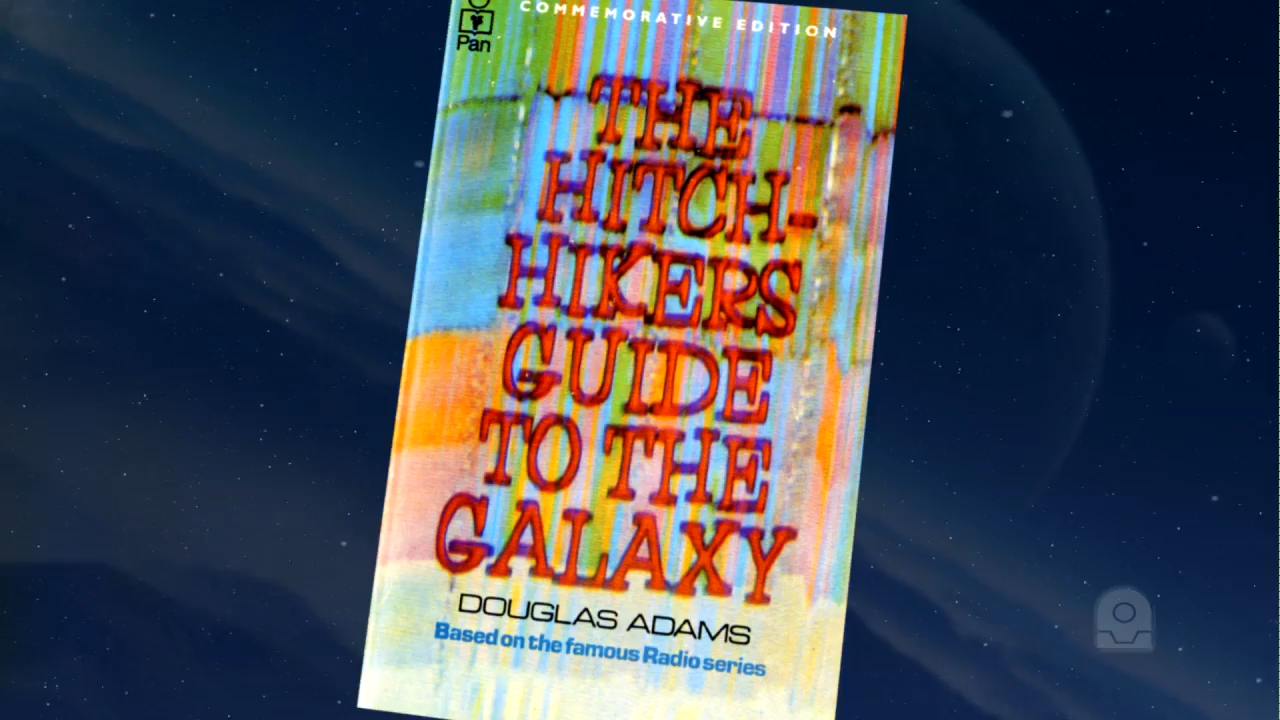 COMMEMORATIVE EDITION
Pan
THE
HITCH-
HIKERS
GUIDE
TO THE
GALAXY
DOUGLAS ADAMS
Based on the famous Radio series